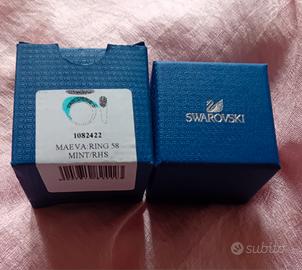 1082422
MAEVA:RING 58
MINT/RHS
SWAROVSKI
subito